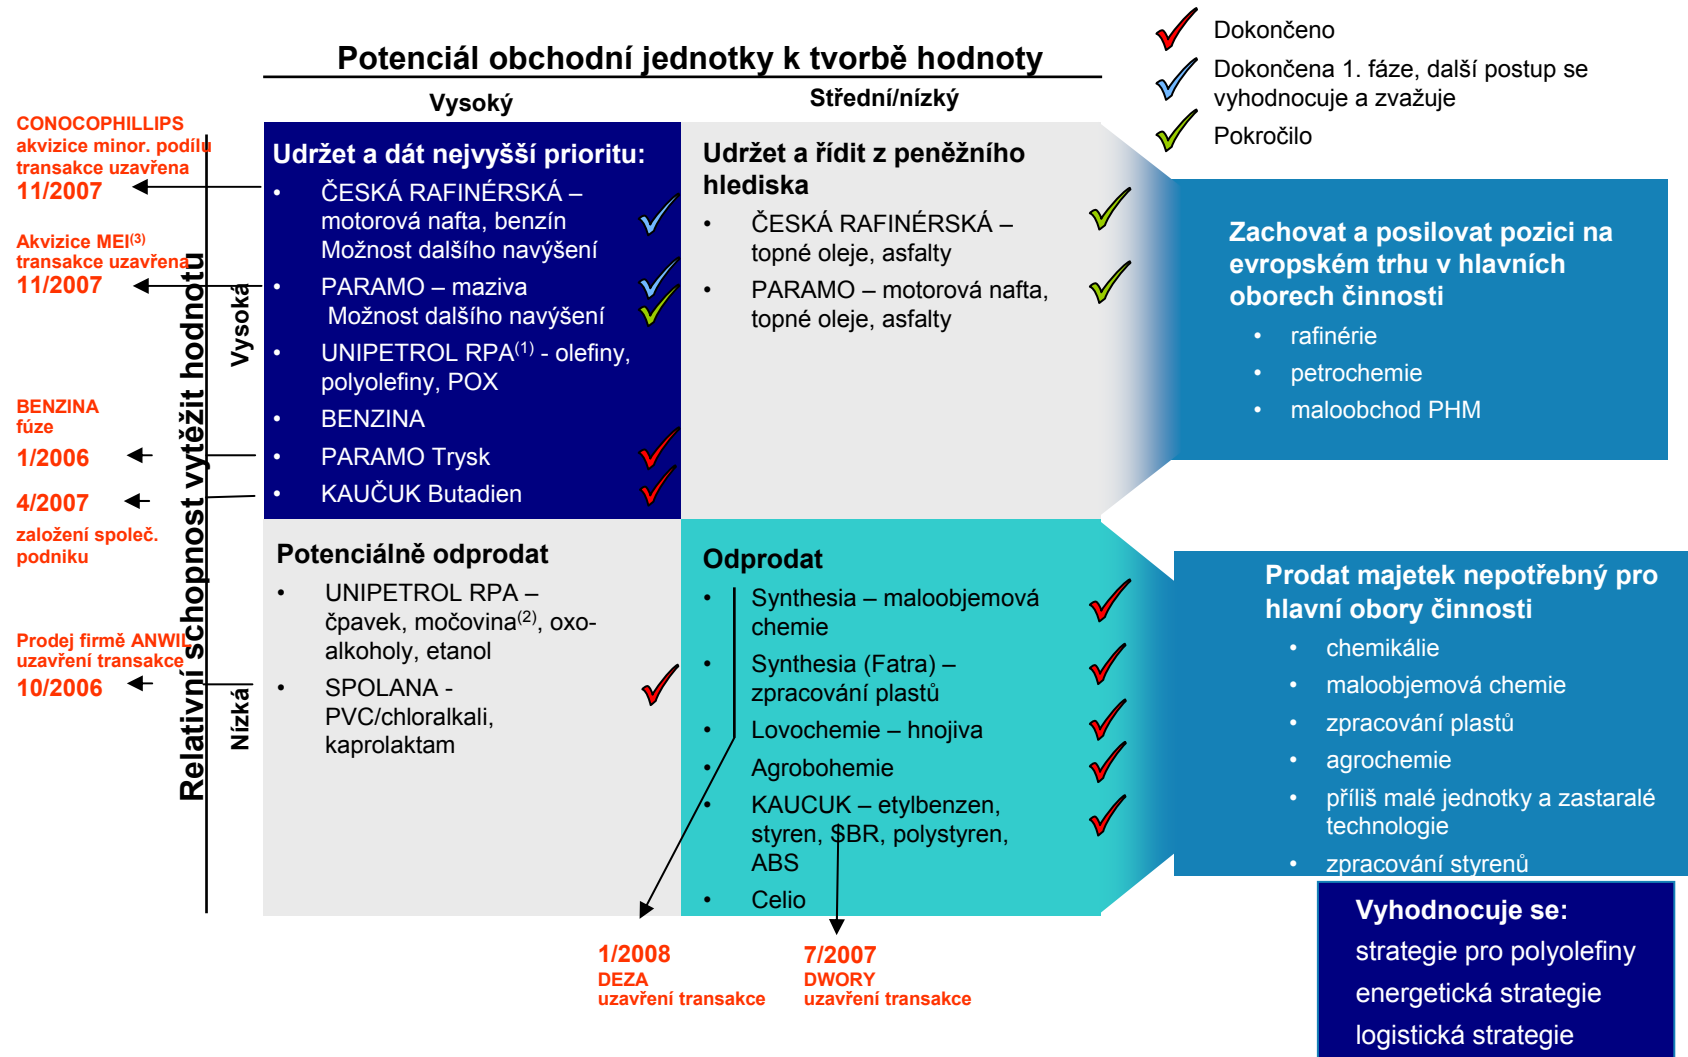 Dokončeno
Dokončena 1. fáze, další postup se
vyhodnocuje a zvažuje
Pokročilo
Potenciál obchodní jednotky k tvorbě hodnoty
Vysoký
Střední/nízký
Relativní schopnost vytěžit hodnotu
Vysoká
Nízká
CONOCOPHILLIPS
akvizice minor. podílu
transakce uzavřena
11/2007
Akvizice MEI(3)
transakce uzavřena
11/2007
BENZINA
fúze
1/2006
4/2007
založení společ.
podniku
Prodej firmě ANWIL
uzavření transakce
10/2006
Udržet a dát nejvyšší prioritu:
• ČESKÁ RAFINÉRSKÁ –
motorová nafta, benzín
Možnost dalšího navýšení
• PARAMO – maziva
Možnost dalšího navýšení
• UNIPETROL RPA(1) - olefiny,
polyolefiny, POX
• BENZINA
• PARAMO Trysk
• KAUČUK Butadien
Udržet a řídit z peněžního
hlediska
• ČESKÁ RAFINÉRSKÁ –
topné oleje, asfalty
• PARAMO – motorová nafta,
topné oleje, asfalty
Zachovat a posilovat pozici na
evropském trhu v hlavních
oborech činnosti
• rafinérie
• petrochemie
• maloobchod PHM
Potenciálně odprodat
• UNIPETROL RPA –
čpavek, močovina(2), oxo-
alkoholy, etanol
• SPOLANA -
PVC/chloralkali,
kaprolaktam
Odprodat
• Synthesia – maloobjemová
chemie
• Synthesia (Fatra) –
zpracování plastů
• Lovochemie – hnojiva
• Agrobohemie
• KAUCUK – etylbenzen,
styren, SBR, polystyren,
ABS
• Celio
Prodat majetek nepotřebný pro
hlavní obory činnosti
• chemikálie
• maloobjemová chemie
• zpracování plastů
• agrochemie
• příliš malé jednotky a zastaralé
technologie
• zpracování styrenů
1/2008
DEZA
uzavření transakce
7/2007
DWORY
uzavření transakce
Vyhodnocuje se:
strategie pro polyolefiny
energetická strategie
logistická strategie